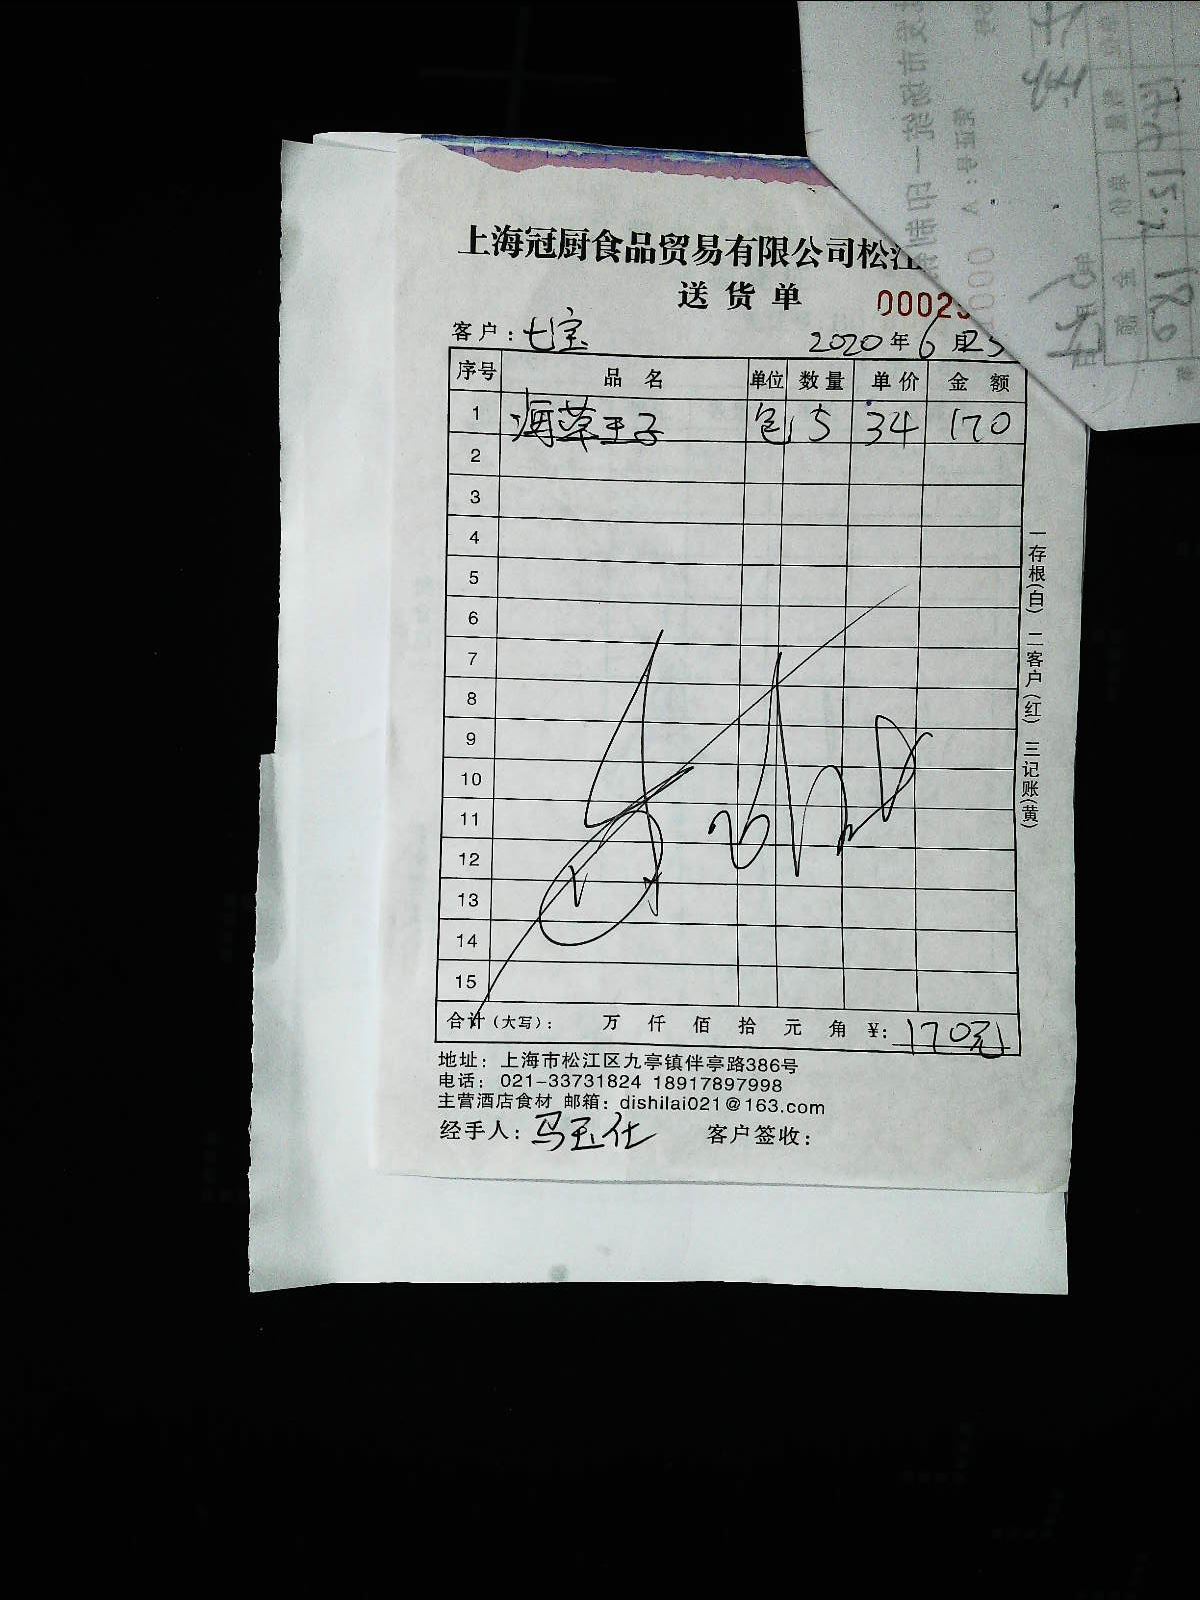 上海冠厨食品贸易有限公司松江
送货单
0002
客户：七宝 2020年6月25
序号 品名 单位 数量 单价 金额
1 海草王子 包 5 34 170
2
3
4
5
6
7
8
9
10
11
12
13
14
15
合计（大写）： 万 仟 佰 拾 元 角 ¥：170元
地址：上海市松江区九亭镇伴亭路386号
电话：021-33731824 18917897998
主营酒店食材 邮箱：dishilai021@163.com
经手人：马玉仕 客户签收：
一存根（白） 二客户（红） 三记账（黄）